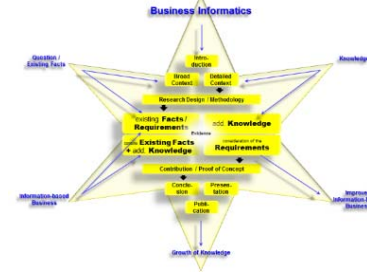 Business Informatics
Intro-
duction
Question /
Existing Facts
Knowledge
Broad
Context
Detailed
Context
Research Design / Methodology
existing Facts /
Requirements
add. Knowledge
Evidence
Existing Facts
+ add. Knowledge
consideration of the
Requirements
Contribution / Proof of Concept
Conclu-
sion
Presen-
tation
Publi-
cation
Information-based
Business
Improve
Business
Growth of Knowledge